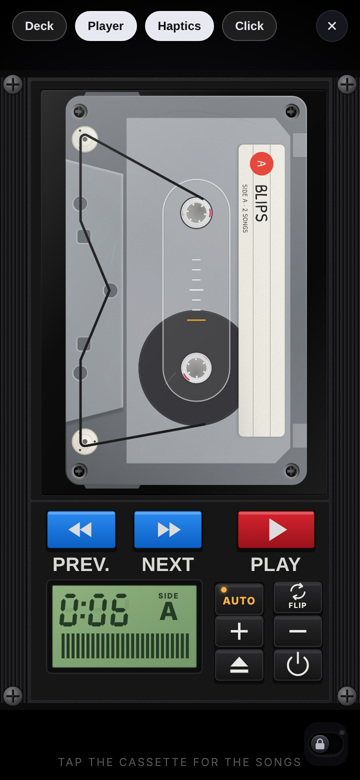 Deck
Player
Haptics
Click
A
BLIPS
SIDE A · 2 SONGS
PREV.
NEXT
PLAY
0:06
SIDE
A
AUTO
FLIP
TAP THE CASSETTE FOR THE SONGS